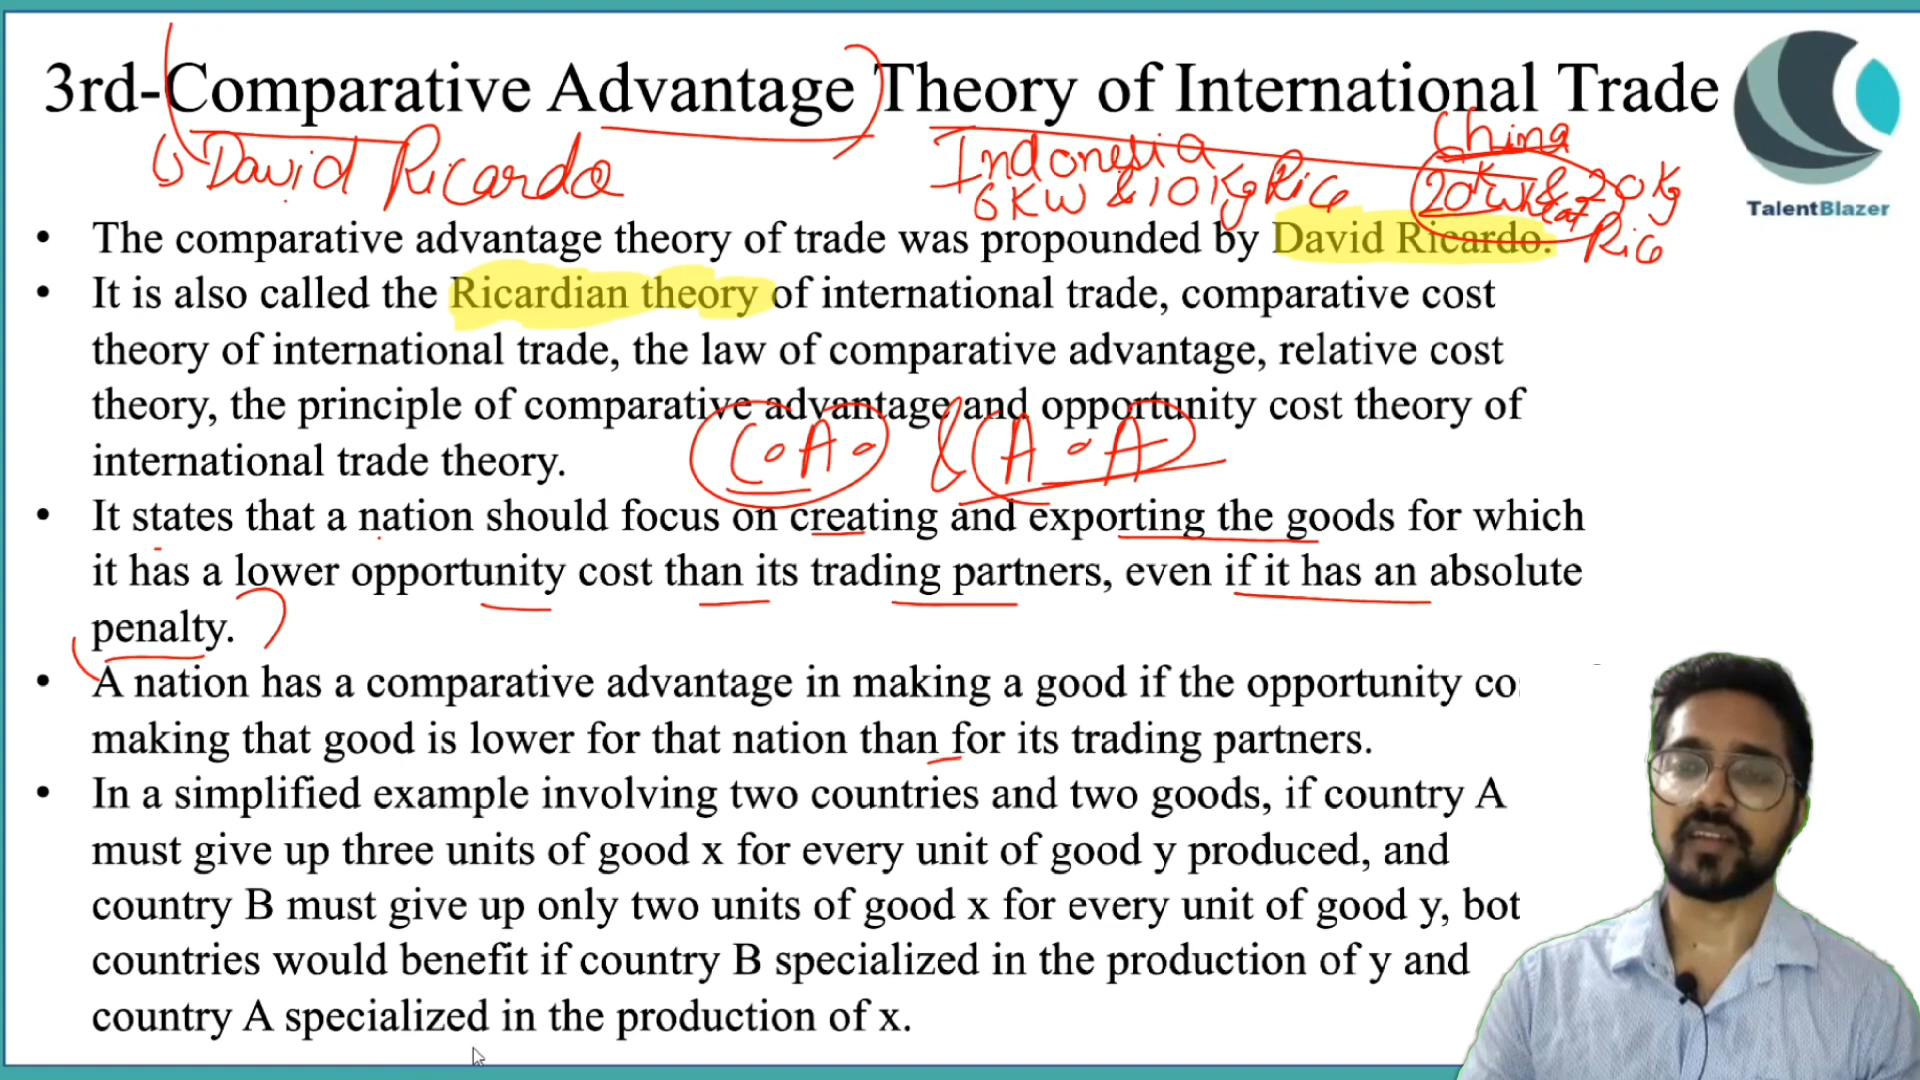 3rd-Comparative Advantage Theory of International Trade
China
David Ricardo
Indonesia
6KW & 10Kg Rice
20K Wheat & 20Kg Rice
TalentBlazer
• The comparative advantage theory of trade was propounded by David Ricardo.
• It is also called the Ricardian theory of international trade, comparative cost
theory of international trade, the law of comparative advantage, relative cost
theory, the principle of comparative advantage and opportunity cost theory of
international trade theory.
C.A. & A.A
• It states that a nation should focus on creating and exporting the goods for which
it has a lower opportunity cost than its trading partners, even if it has an absolute
penalty.
• A nation has a comparative advantage in making a good if the opportunity co
making that good is lower for that nation than for its trading partners.
• In a simplified example involving two countries and two goods, if country A
must give up three units of good x for every unit of good y produced, and
country B must give up only two units of good x for every unit of good y, bot
countries would benefit if country B specialized in the production of y and
country A specialized in the production of x.